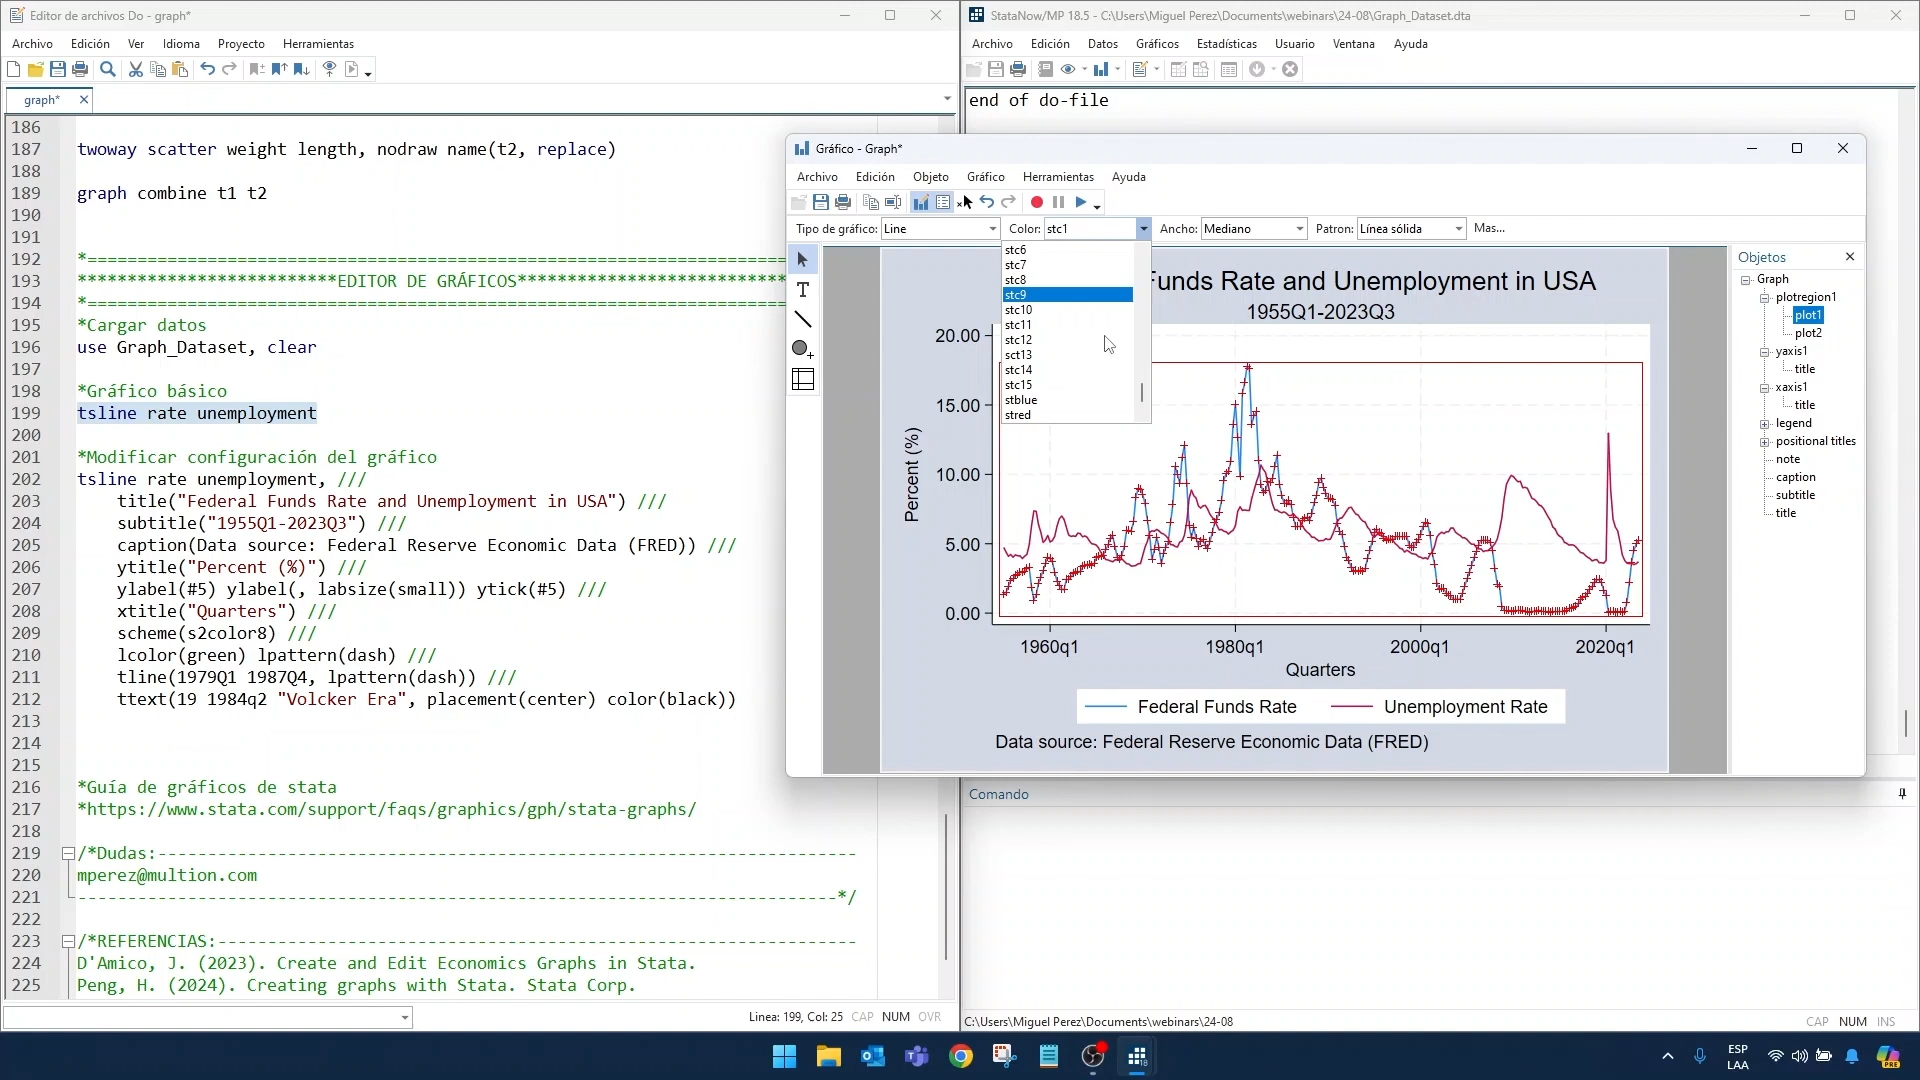 Editor de archivos Do - graph*
Archivo Edición Ver Idioma Proyecto Herramientas
graph*
186
187 twoway scatter weight length, nodraw name(t2, replace)
188
189 graph combine t1 t2
190
191
192 *=======================================================================
193 **************************EDITOR DE GRÁFICOS***************************
194 *=======================================================================
195 *Cargar datos
196 use Graph_Dataset, clear
197
198 *Gráfico básico
199 tsline rate unemployment
200
201 *Modificar configuración del gráfico
202 tsline rate unemployment, ///
203 title("Federal Funds Rate and Unemployment in USA") ///
204 subtitle("1955Q1-2023Q3") ///
205 caption(Data source: Federal Reserve Economic Data (FRED)) ///
206 ytitle("Percent (%)") ///
207 ylabel(#5) ylabel(, labsize(small)) ytick(#5) ///
208 xtitle("Quarters") ///
209 scheme(s2color8) ///
210 lcolor(green) lpattern(dash) ///
211 tline(1979Q1 1987Q4, lpattern(dash)) ///
212 ttext(19 1984q2 "Volcker Era", placement(center) color(black))
213
214
215
216 *Guía de gráficos de stata
217 *https://www.stata.com/support/faqs/graphics/gph/stata-graphs/
218
219 /*Dudas:----------------------------------------------------------------------
220 mperez@multion.com
221 ----------------------------------------------------------------------------*/
222
223 /*REFERENCIAS:----------------------------------------------------------------
224 D'Amico, J. (2023). Create and Edit Economics Graphs in Stata.
225 Peng, H. (2024). Creating graphs with Stata. Stata Corp.
Linea: 199, Col: 25 CAP NUM OVR
StataNow/MP 18.5 - C:\Users\Miguel Perez\Documents\webinars\24-08\Graph_Dataset.dta
Archivo Edición Datos Gráficos Estadísticas Usuario Ventana Ayuda
end of do-file
Gráfico - Graph*
Archivo Edición Objeto Gráfico Herramientas Ayuda
Tipo de gráfico: Line Color: stc1 Ancho: Mediano Patron: Línea sólida Mas...
stc6
stc7
stc8
stc9
stc10
stc11
stc12
sct13
stc14
stc15
stblue
stred
T
Funds Rate and Unemployment in USA
1955Q1-2023Q3
20.00
15.00
10.00
5.00
0.00
Percent (%)
1960q1 1980q1 2000q1 2020q1
Quarters
Federal Funds Rate Unemployment Rate
Data source: Federal Reserve Economic Data (FRED)
Objetos
Graph
plotregion1
plot1
plot2
yaxis1
title
xaxis1
title
legend
positional titles
note
caption
subtitle
title
Comando
C:\Users\Miguel Perez\Documents\webinars\24-08
CAP NUM INS
18
ESP
LAA
PRE